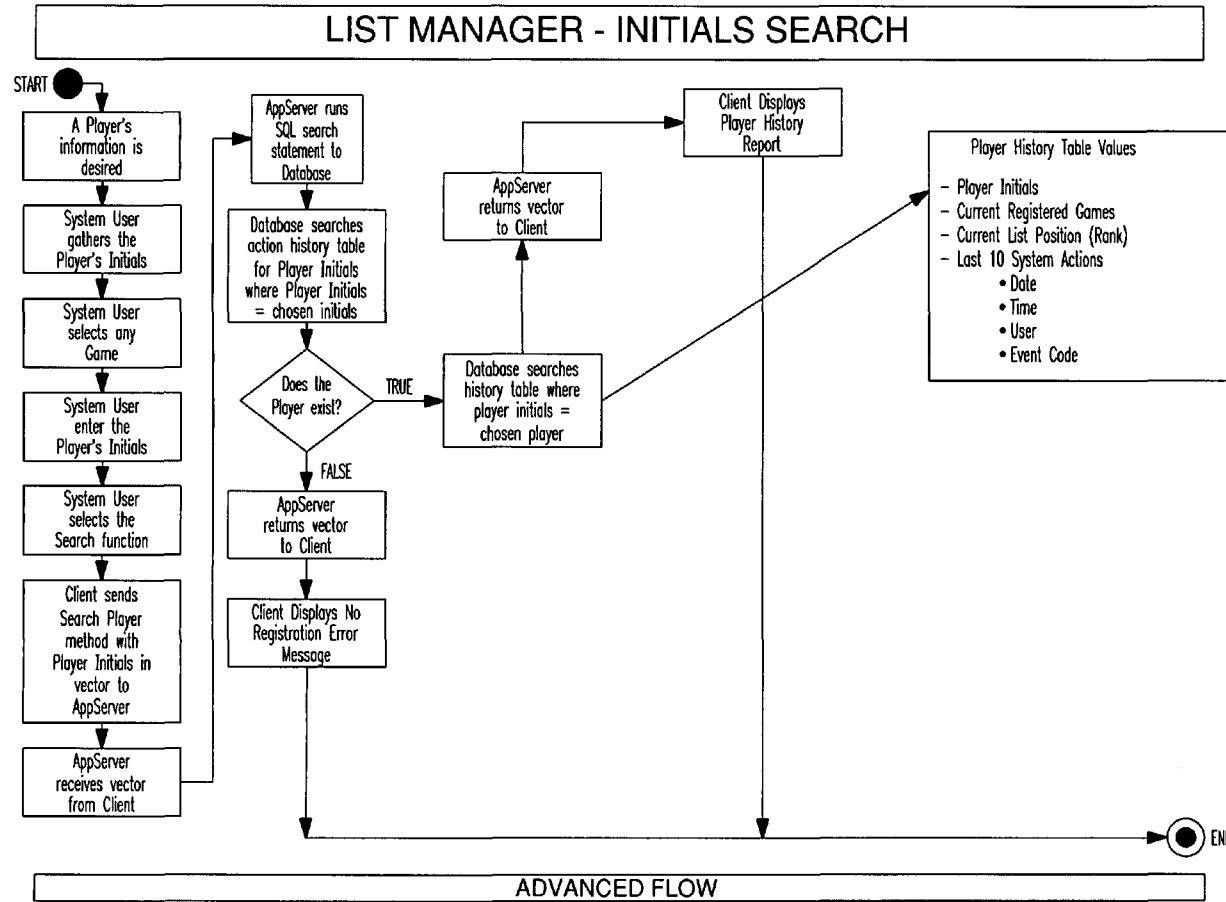 LIST MANAGER - INITIALS SEARCH
START
A Player's
information is
desired
System User
gathers the
Player's Initials
System User
selects any
Game
System User
enter the
Player's Initials
System User
selects the
Search function
Client sends
Search Player
method with
Player Initials in
vector to
AppServer
AppServer
receives vector
from Client
AppServer runs
SQL search
statement to
Database
Database searches
action history table
for Player Initials
where Player Initials
= chosen initials
Does the
Player exist?
TRUE
FALSE
AppServer
returns vector
to Client
Client Displays No
Registration Error
Message
Database searches
history table where
player initials =
chosen player
AppServer
returns vector
to Client
Client Displays
Player History
Report
Player History Table Values
- Player Initials
- Current Registered Games
- Current List Position (Rank)
- Last 10 System Actions
• Date
• Time
• User
• Event Code
EN
ADVANCED FLOW